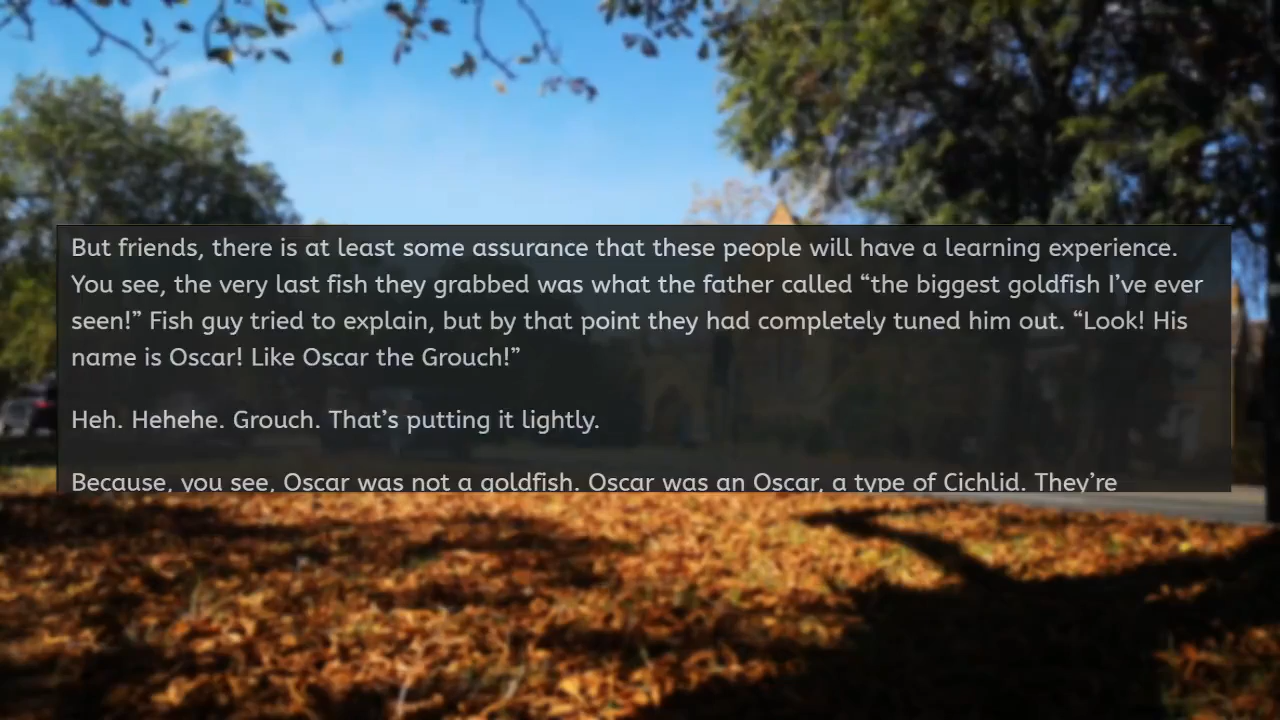 But friends, there is at least some assurance that these people will have a learning experience.
You see, the very last fish they grabbed was what the father called “the biggest goldfish I’ve ever
seen!” Fish guy tried to explain, but by that point they had completely tuned him out. “Look! His
name is Oscar! Like Oscar the Grouch!”
Heh. Hehehe. Grouch. That’s putting it lightly.
Because, you see, Oscar was not a goldfish. Oscar was an Oscar, a type of Cichlid. They’re